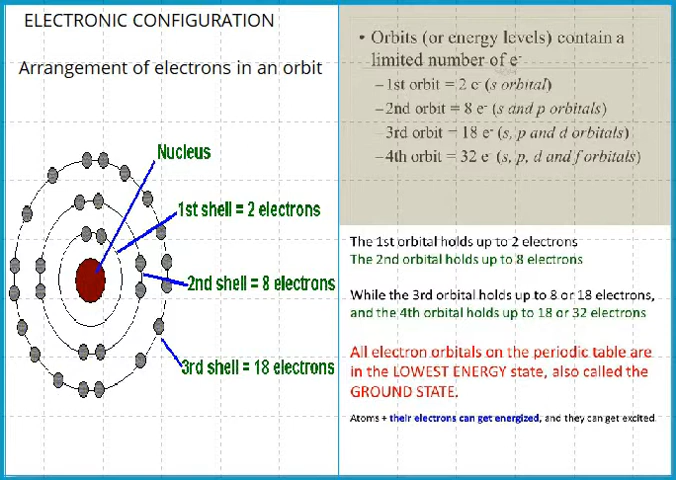 ELECTRONIC CONFIGURATION
Arrangement of electrons in an orbit
Nucleus
1st shell = 2 electrons
2nd shell = 8 electrons
3rd shell = 18 electrons
• Orbits (or energy levels) contain a
limited number of e⁻
–1st orbit = 2 e⁻ (s orbital)
–2nd orbit = 8 e⁻ (s and p orbitals)
–3rd orbit = 18 e⁻ (s, p and d orbitals)
–4th orbit = 32 e⁻ (s, p, d and f orbitals)
The 1st orbital holds up to 2 electrons
The 2nd orbital holds up to 8 electrons
While the 3rd orbital holds up to 8 or 18 electrons,
and the 4th orbital holds up to 18 or 32 electrons
All electron orbitals on the periodic table are
in the LOWEST ENERGY state, also called the
GROUND STATE.
Atoms + their electrons can get energized, and they can get excited.